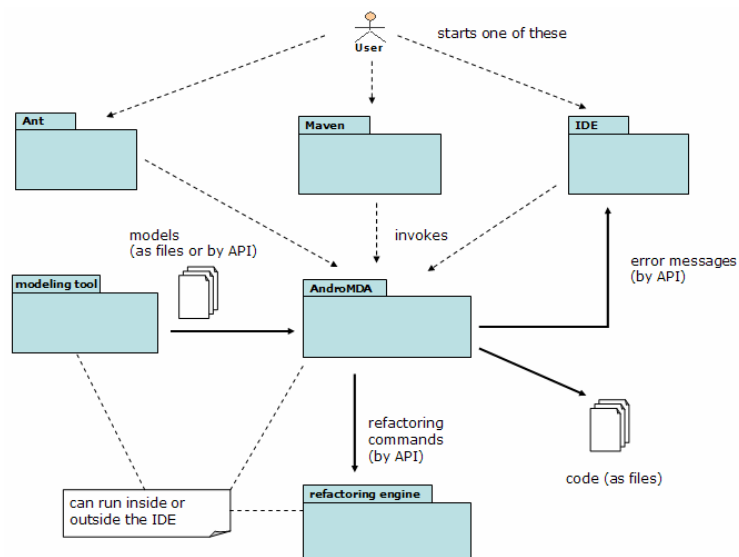 starts one of these
User
Ant
Maven
IDE
models
(as files or by API)
invokes
error messages
(by API)
modeling tool
AndroMDA
refactoring
commands
(by API)
code (as files)
can run inside or
outside the IDE
refactoring engine